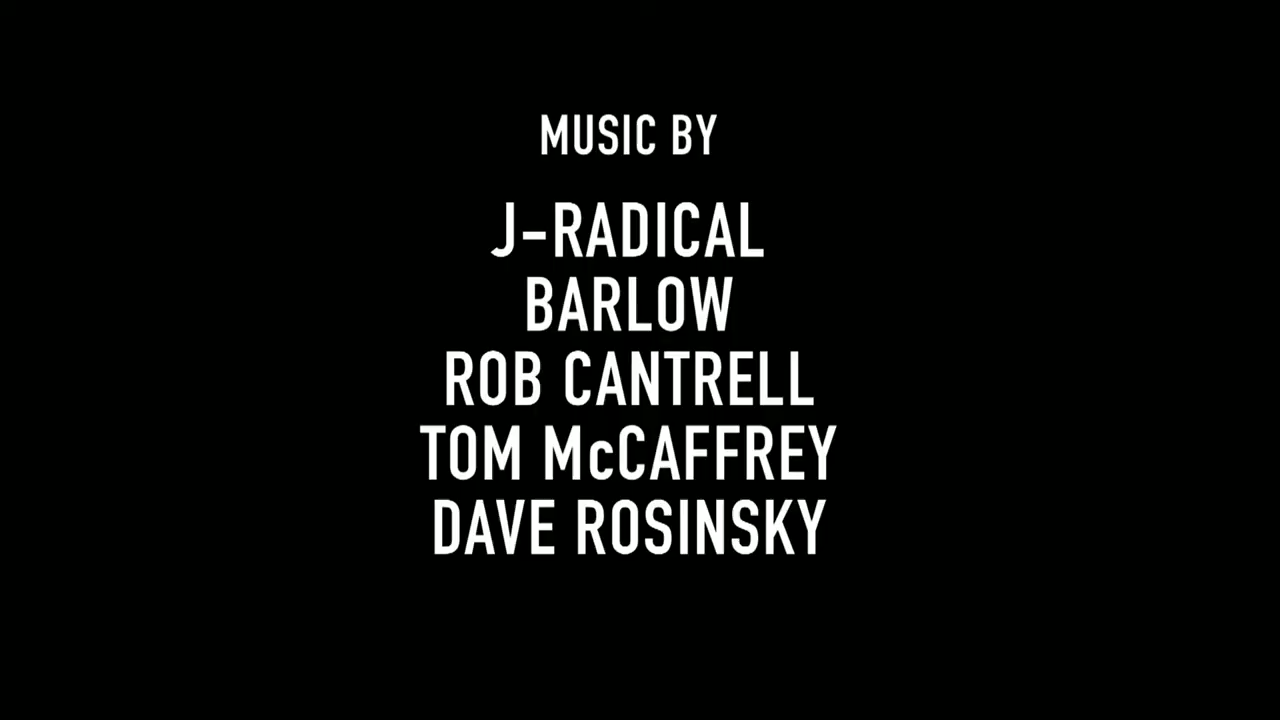 MUSIC BY
J-RADICAL
BARLOW
ROB CANTRELL
TOM McCAFFREY
DAVE ROSINSKY